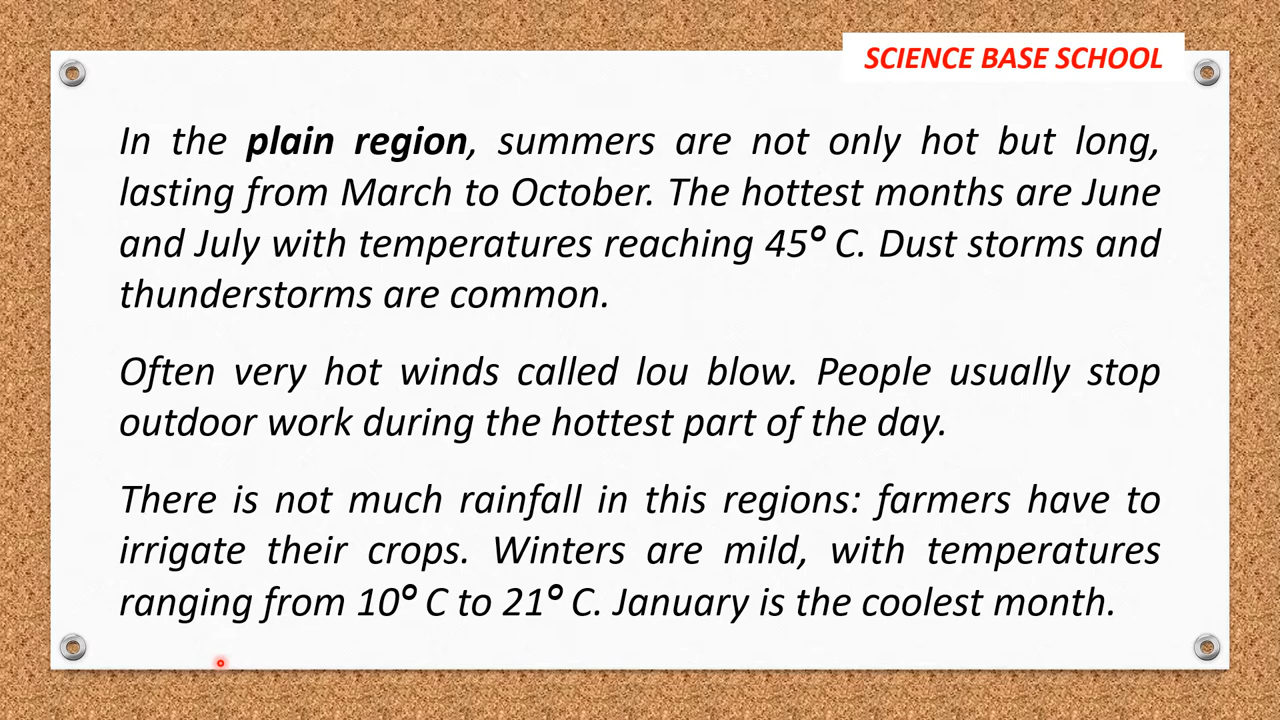 SCIENCE BASE SCHOOL
In the plain region, summers are not only hot but long,
lasting from March to October. The hottest months are June
and July with temperatures reaching 45° C. Dust storms and
thunderstorms are common.
Often very hot winds called lou blow. People usually stop
outdoor work during the hottest part of the day.
There is not much rainfall in this regions: farmers have to
irrigate their crops. Winters are mild, with temperatures
ranging from 10° C to 21° C. January is the coolest month.